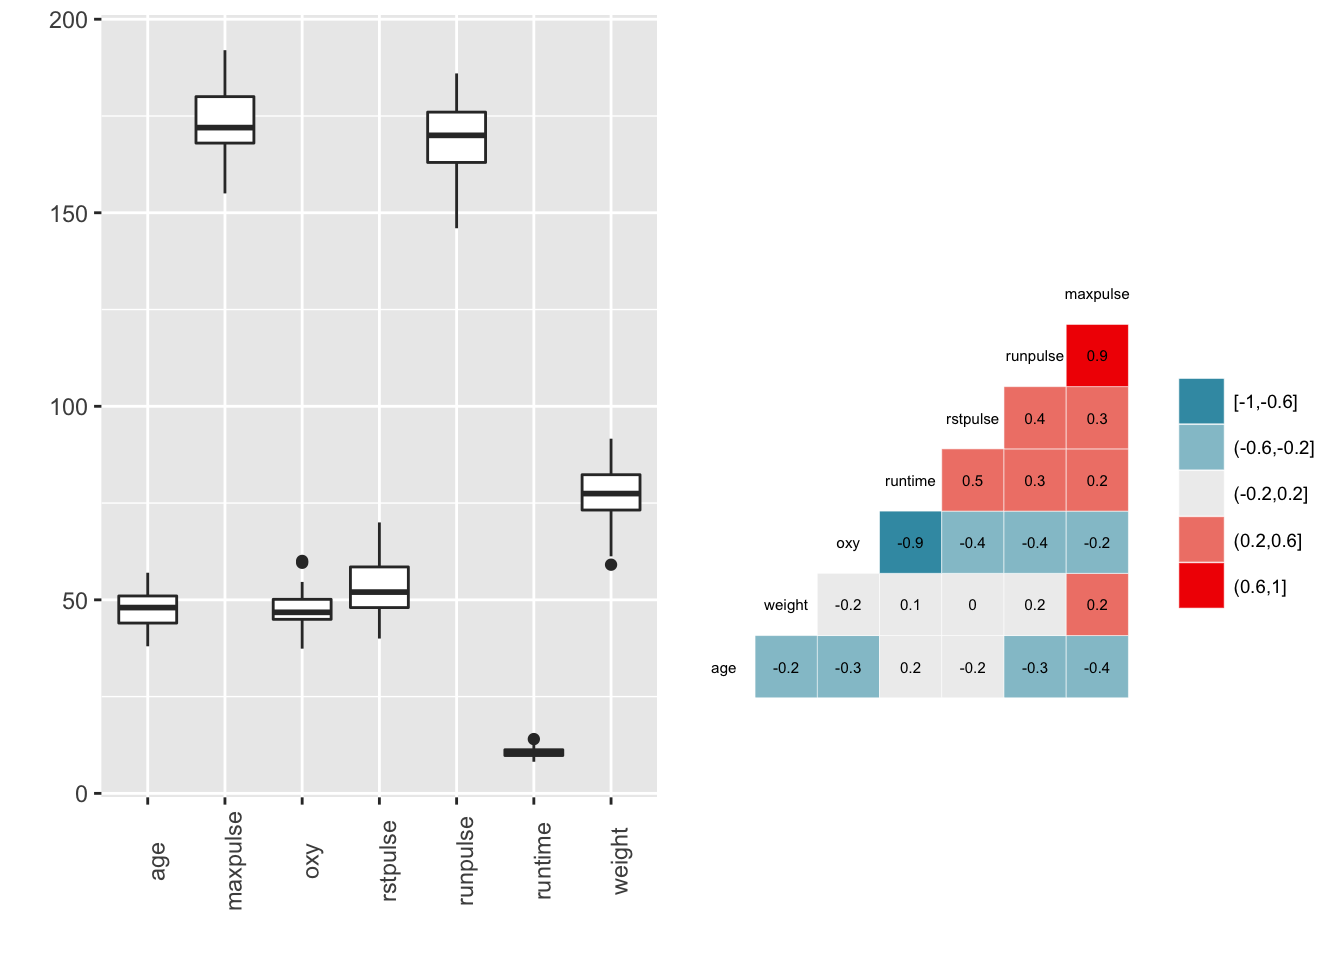 200
150
100
50
0
age
maxpulse
oxy
rstpulse
runpulse
runtime
weight
maxpulse
runpulse 0.9
rstpulse 0.4 0.3
runtime 0.5 0.3 0.2
oxy -0.9 -0.4 -0.4 -0.2
weight -0.2 0.1 0 0.2 0.2
age -0.2 -0.3 0.2 -0.2 -0.3 -0.4
[-1,-0.6]
(-0.6,-0.2]
(-0.2,0.2]
(0.2,0.6]
(0.6,1]